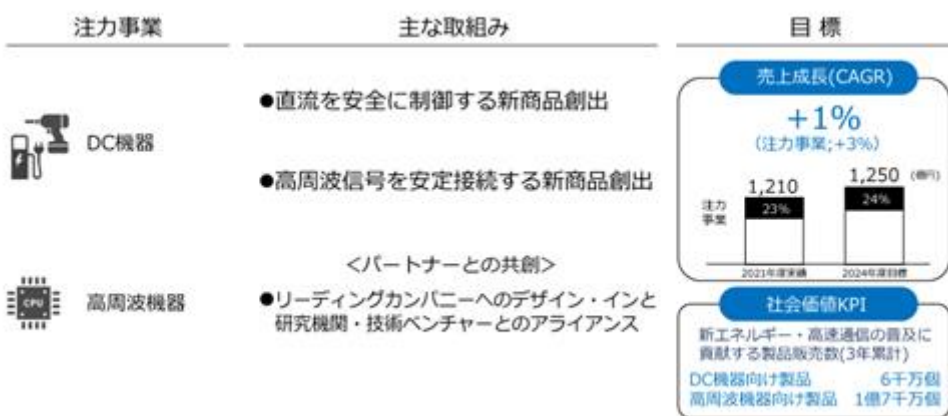 注力事業
主な取組み
目 標
DC機器
●直流を安全に制御する新商品創出
●高周波信号を安定接続する新商品創出
CPU
高周波機器
<パートナーとの共創>
●リーディングカンパニーへのデザイン・インと
研究機関・技術ベンチャーとのアライアンス
売上成長(CAGR)
+1%
(注力事業;+3%)
1,210
1,250 (億円)
注力
事業
23%
24%
2021年度実績
2024年度目標
社会価値KPI
新エネルギー・高速通信の普及に
貢献する製品販売数(3年累計)
DC機器向け製品 6千万個
高周波機器向け製品 1億7千万個